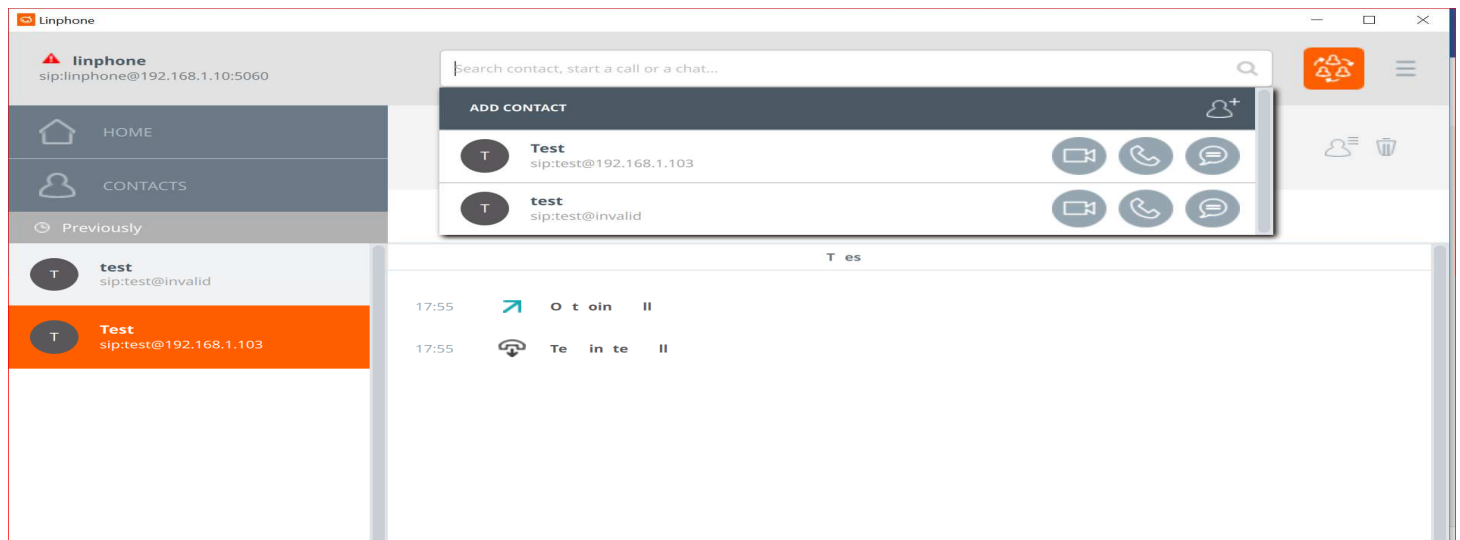 Linphone
linphone
sip:linphone@192.168.1.10:5060
Search contact, start a call or a chat...
ADD CONTACT
Test
sip:test@192.168.1.103
test
sip:test@invalid
HOME
CONTACTS
Previously
T
test
sip:test@invalid
T
Test
sip:test@192.168.1.103
T
T
17:55
17:55